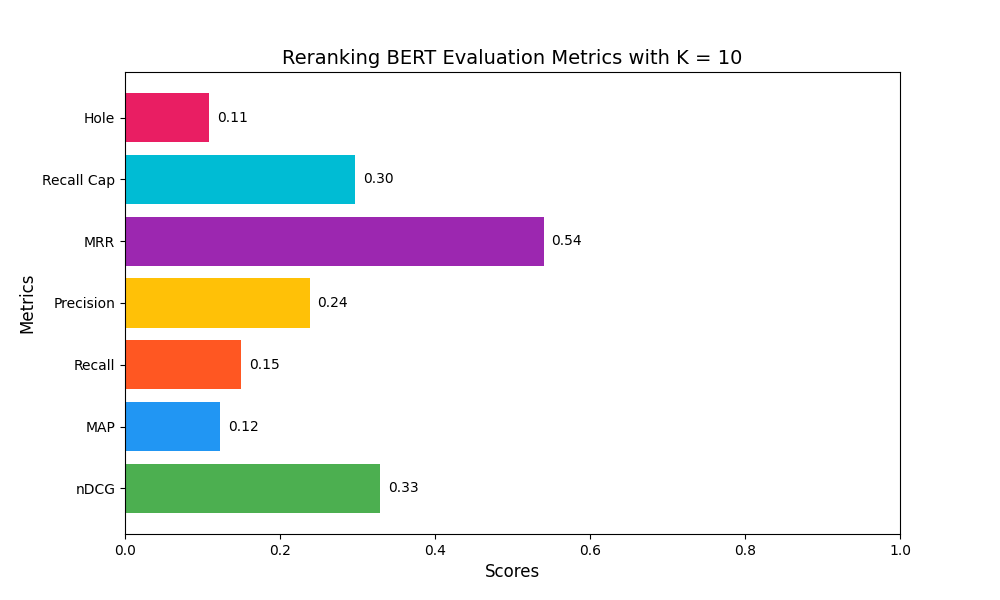 Reranking BERT Evaluation Metrics with K = 10
Metrics
Hole 0.11
Recall Cap 0.30
MRR 0.54
Precision 0.24
Recall 0.15
MAP 0.12
nDCG 0.33
0.0 0.2 0.4 0.6 0.8 1.0
Scores